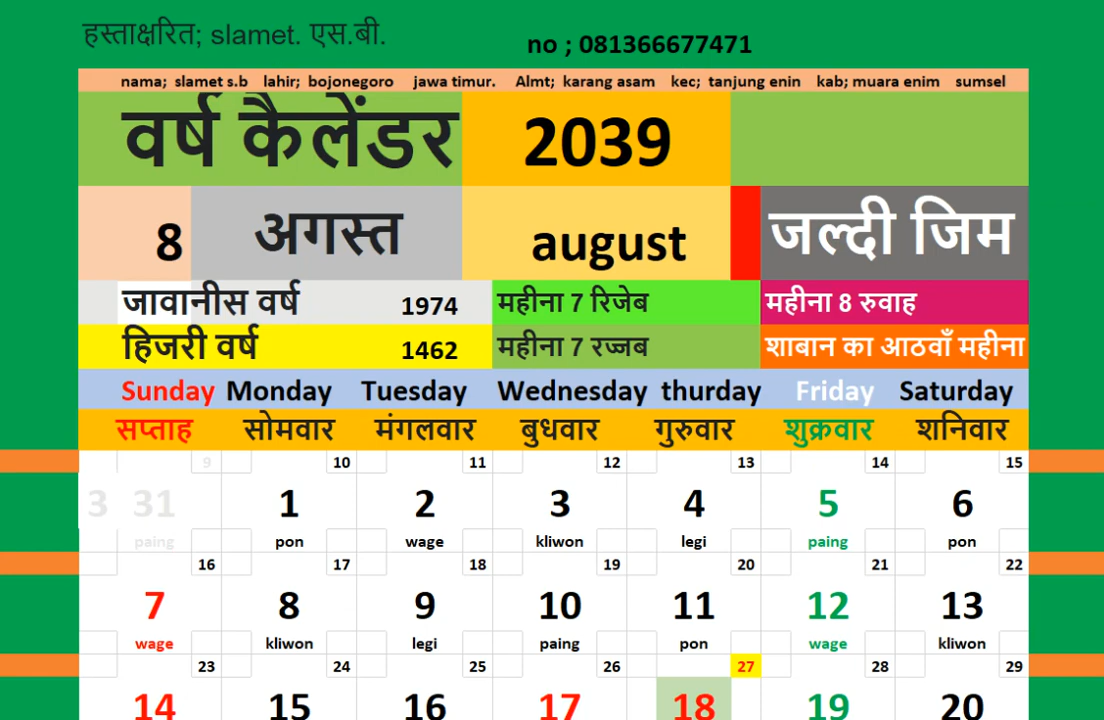 हस्ताक्षरित; slamet. एस.बी.
no ; 081366677471
nama; slamet s.b lahir; bojonegoro jawa timur. Almt; karang asam kec; tanjung enin kab; muara enim sumsel
वर्ष कैलेंडर 2039
8 अगस्त august जल्दी जिम
जावानीस वर्ष 1974 महीना 7 रिजेब महीना 8 रुवाह
हिजरी वर्ष 1462 महीना 7 रज्जब शाबान का आठवाँ महीना
Sunday Monday Tuesday Wednesday thurday Friday Saturday
सप्ताह सोमवार मंगलवार बुधवार गुरुवार शुक्रवार शनिवार
9 10 11 12 13 14 15
3 31 1 2 3 4 5 6
paing pon wage kliwon legi paing pon
16 17 18 19 20 21 22
7 8 9 10 11 12 13
wage kliwon legi paing pon wage kliwon
23 24 25 26 27 28 29
14 15 16 17 18 19 20